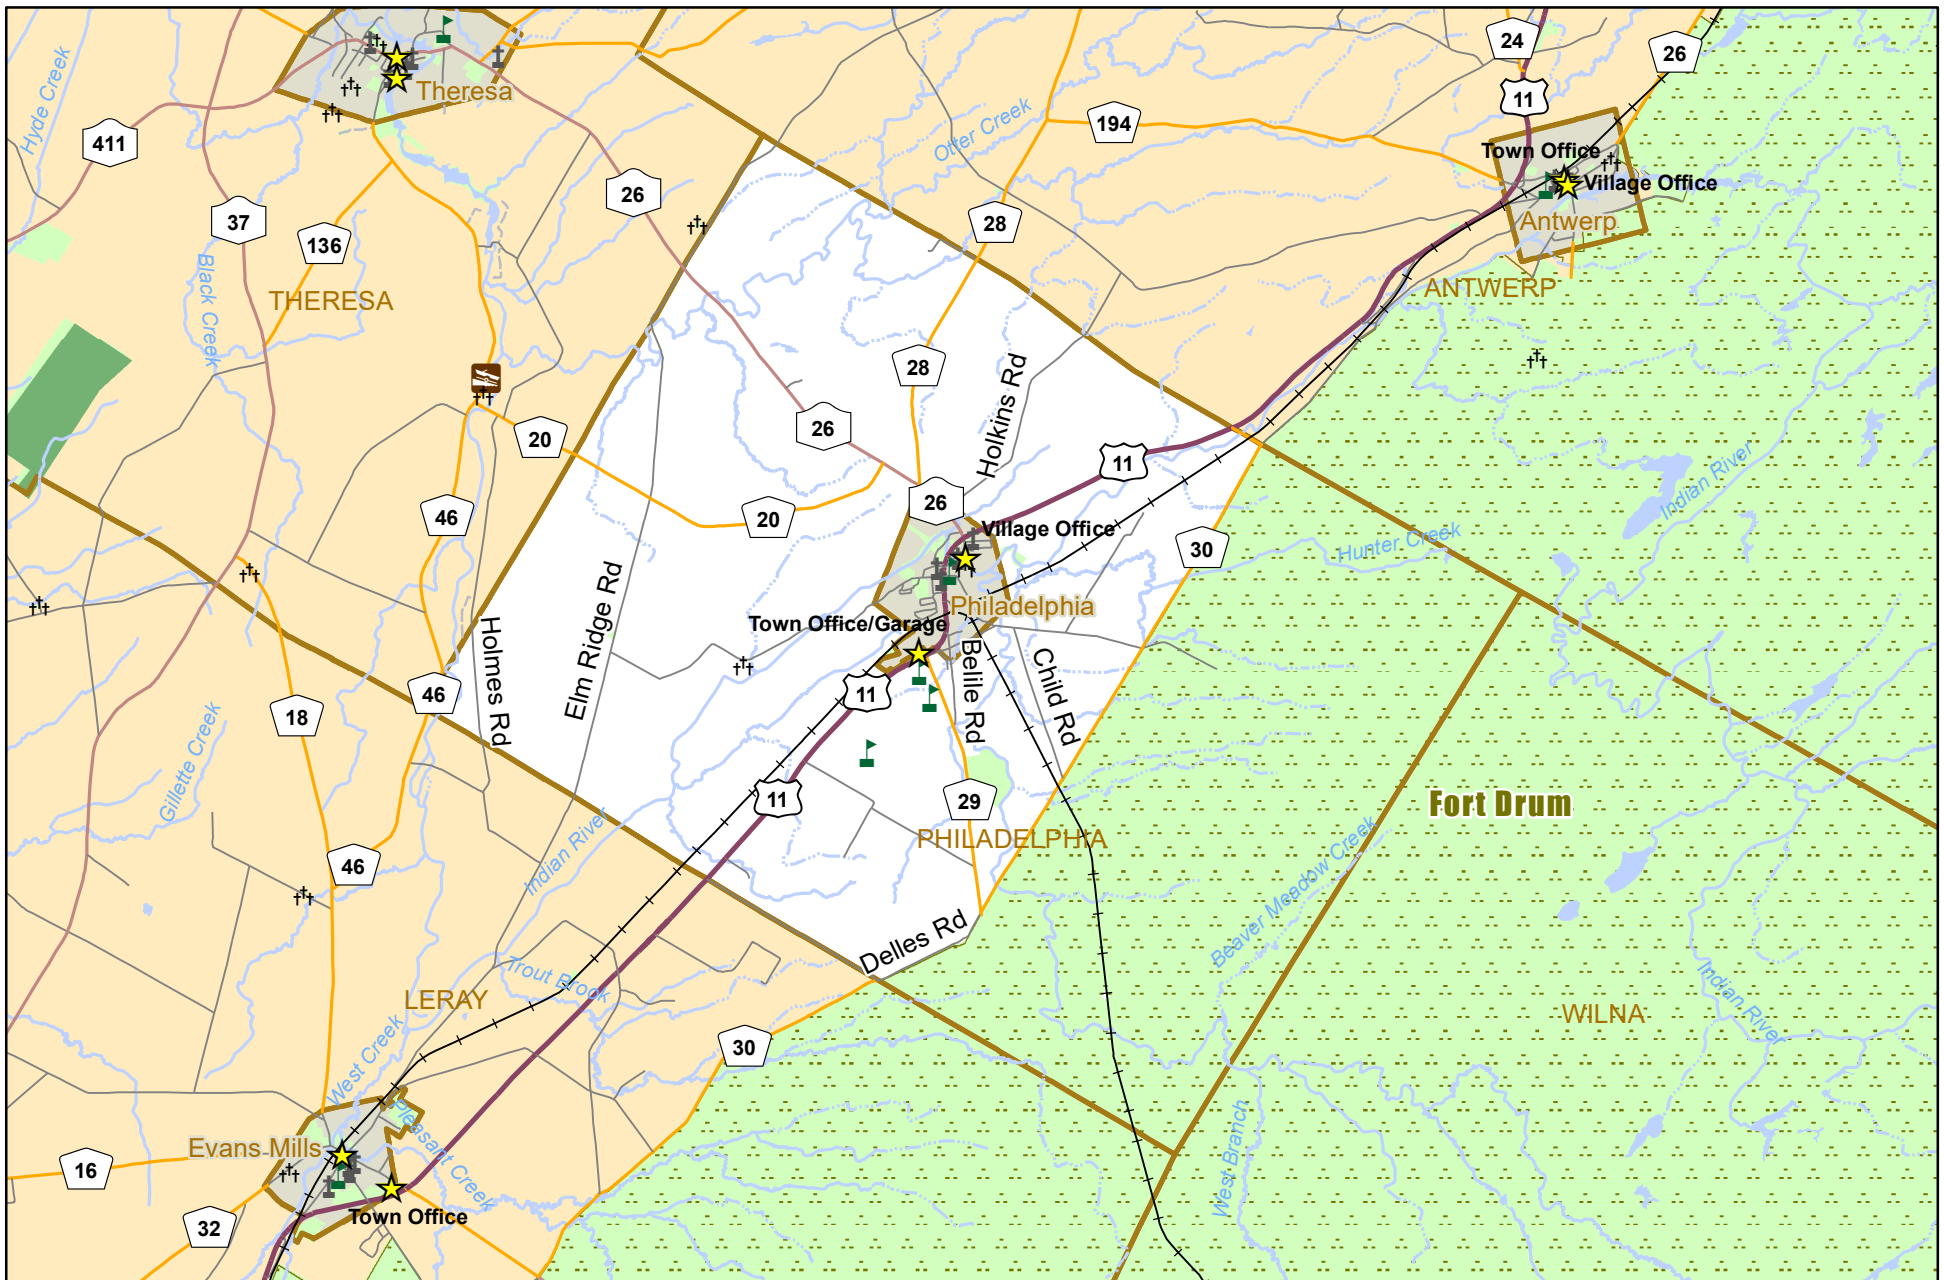 24
26
Hyde Creek
Theresa
11
194
411
Otter Creek
Town Office
Village Office
26
37
136
28
Antwerp
Black Creek
THERESA
ANTWERP
28
Holkins Rd
26
20
11
Indian River
46
20
26
Village Office
30
Hunter Creek
Elm Ridge Rd
Philadelphia
Town Office/Garage
Holmes Rd
46
11
Belile Rd
Child Rd
18
Gillette Creek
11
29
Fort Drum
PHILADELPHIA
46
Indian River
Beaver Meadow Creek
Delles Rd
Trout Brook
LERAY
Indian River
WILNA
30
West Creek
Pleasant Creek
Evans Mills
16
West Branch
Town Office
32